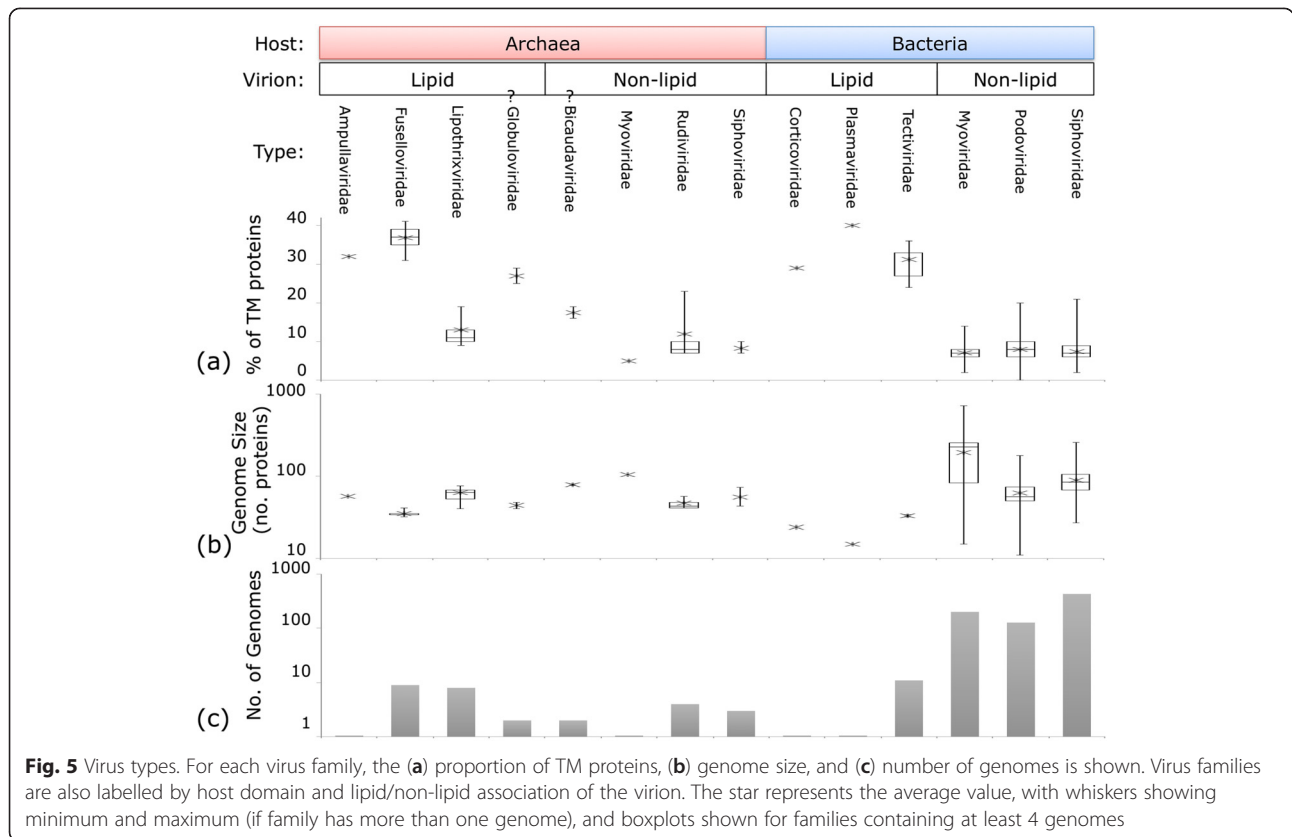 Host: Archaea Bacteria
Virion: Lipid Non-lipid Lipid Non-lipid
? ?
Type: Ampullaviridae Fuselloviridae Lipothrixviridae Globuloviridae Bicaudaviridae Myoviridae Rudiviridae Siphoviridae Corticoviridae Plasmaviridae Tectiviridae Myoviridae Podoviridae Siphoviridae
(a)
% of TM proteins
40
30
20
10
0
(b)
Genome Size
(no. proteins)
1000
100
10
(c)
No. of Genomes
1000
100
10
1
Fig. 5 Virus types. For each virus family, the (a) proportion of TM proteins, (b) genome size, and (c) number of genomes is shown. Virus families
are also labelled by host domain and lipid/non-lipid association of the virion. The star represents the average value, with whiskers showing
minimum and maximum (if family has more than one genome), and boxplots shown for families containing at least 4 genomes